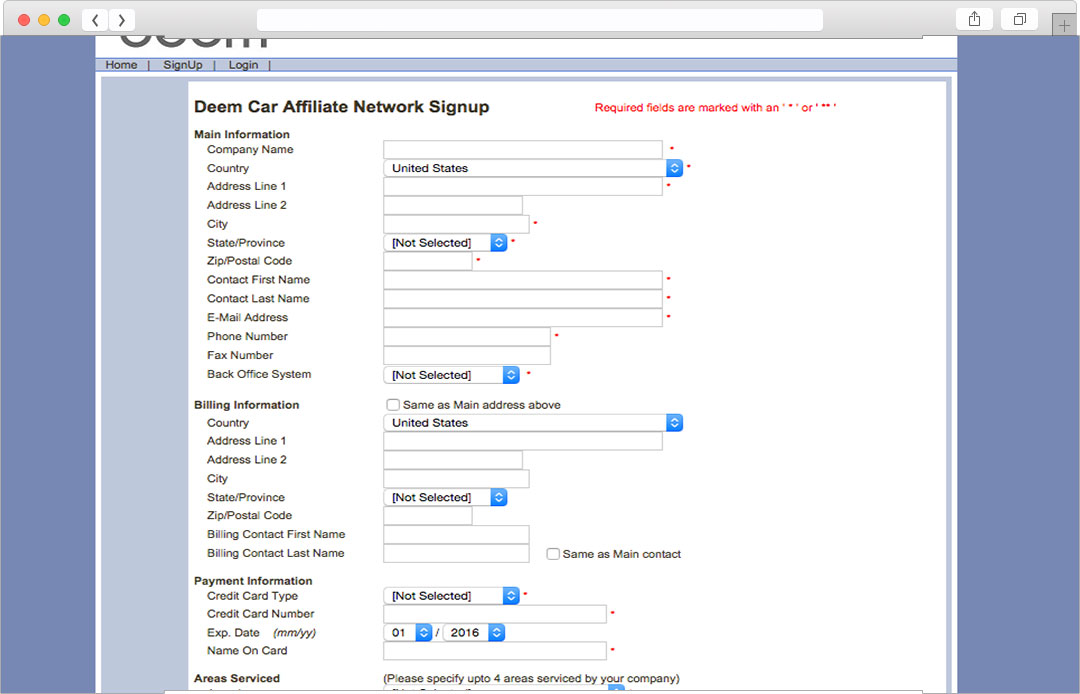 Home | SignUp | Login |
Deem Car Affiliate Network Signup
Required fields are marked with an ' * ' or ' ** '
Main Information
Company Name *
Country United States *
Address Line 1 *
Address Line 2
City *
State/Province [Not Selected] *
Zip/Postal Code *
Contact First Name *
Contact Last Name *
E-Mail Address *
Phone Number *
Fax Number
Back Office System [Not Selected] *
Billing Information Same as Main address above
Country United States
Address Line 1
Address Line 2
City
State/Province [Not Selected]
Zip/Postal Code
Billing Contact First Name
Billing Contact Last Name Same as Main contact
Payment Information
Credit Card Type [Not Selected] *
Credit Card Number *
Exp. Date (mm/yy) 01 / 2016
Name On Card *
Areas Serviced (Please specify upto 4 areas serviced by your company)